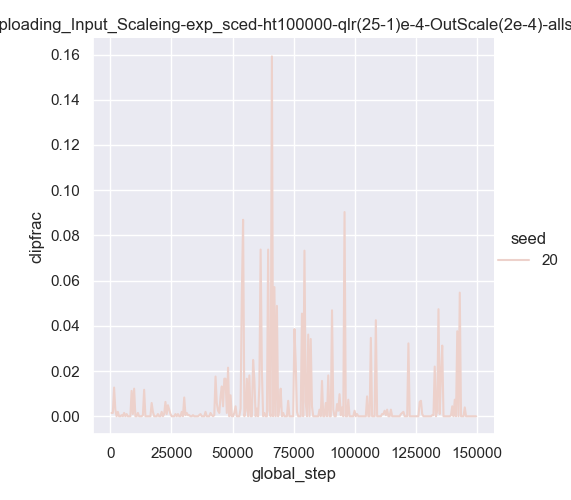 ploading_Input_Scaleing-exp_sced-ht100000-qlr(25-1)e-4-OutScale(2e-4)-alls
0.16
0.14
0.12
0.10
0.08
0.06
0.04
0.02
0.00
clipfrac
0 25000 50000 75000 100000 125000 150000
global_step
seed
20